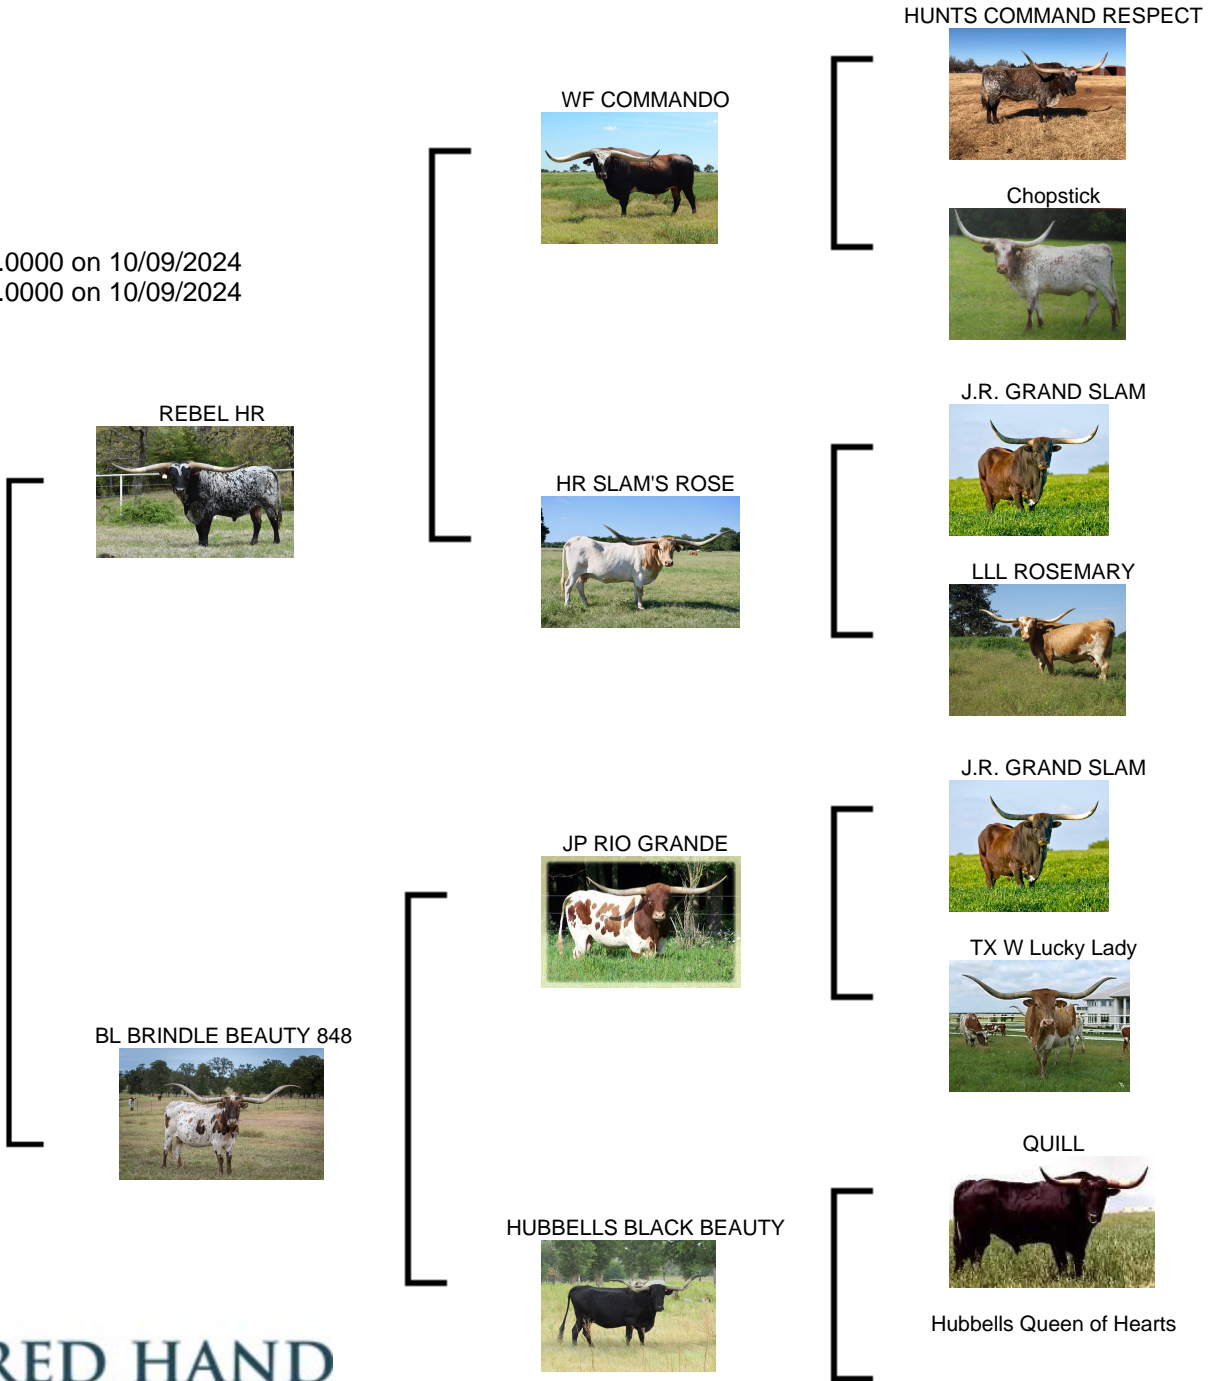 HUNTS COMMAND RESPECT
WF COMMANDO
Chopstick
.0000 on 10/09/2024
.0000 on 10/09/2024
J.R. GRAND SLAM
REBEL HR
HR SLAM'S ROSE
LLL ROSEMARY
J.R. GRAND SLAM
JP RIO GRANDE
TX W Lucky Lady
BL BRINDLE BEAUTY 848
QUILL
HUBBELLS BLACK BEAUTY
Hubbells Queen of Hearts
RED HAND